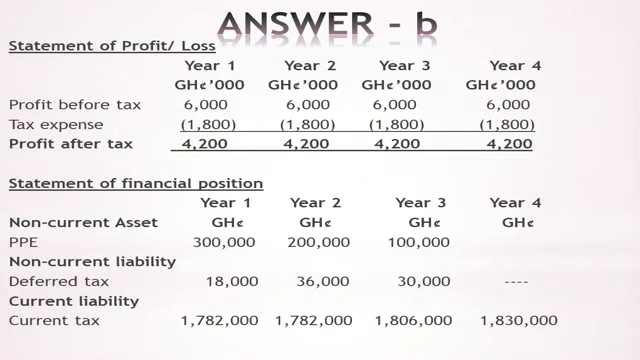 ANSWER - b
Statement of Profit/ Loss
Year 1 Year 2 Year 3 Year 4
GH¢'000 GH¢'000 GH¢'000 GH¢'000
Profit before tax 6,000 6,000 6,000 6,000
Tax expense (1,800) (1,800) (1,800) (1,800)
Profit after tax 4,200 4,200 4,200 4,200
Statement of financial position
Year 1 Year 2 Year 3 Year 4
Non-current Asset GH¢ GH¢ GH¢ GH¢
PPE 300,000 200,000 100,000
Non-current liability
Deferred tax 18,000 36,000 30,000 ----
Current liability
Current tax 1,782,000 1,782,000 1,806,000 1,830,000